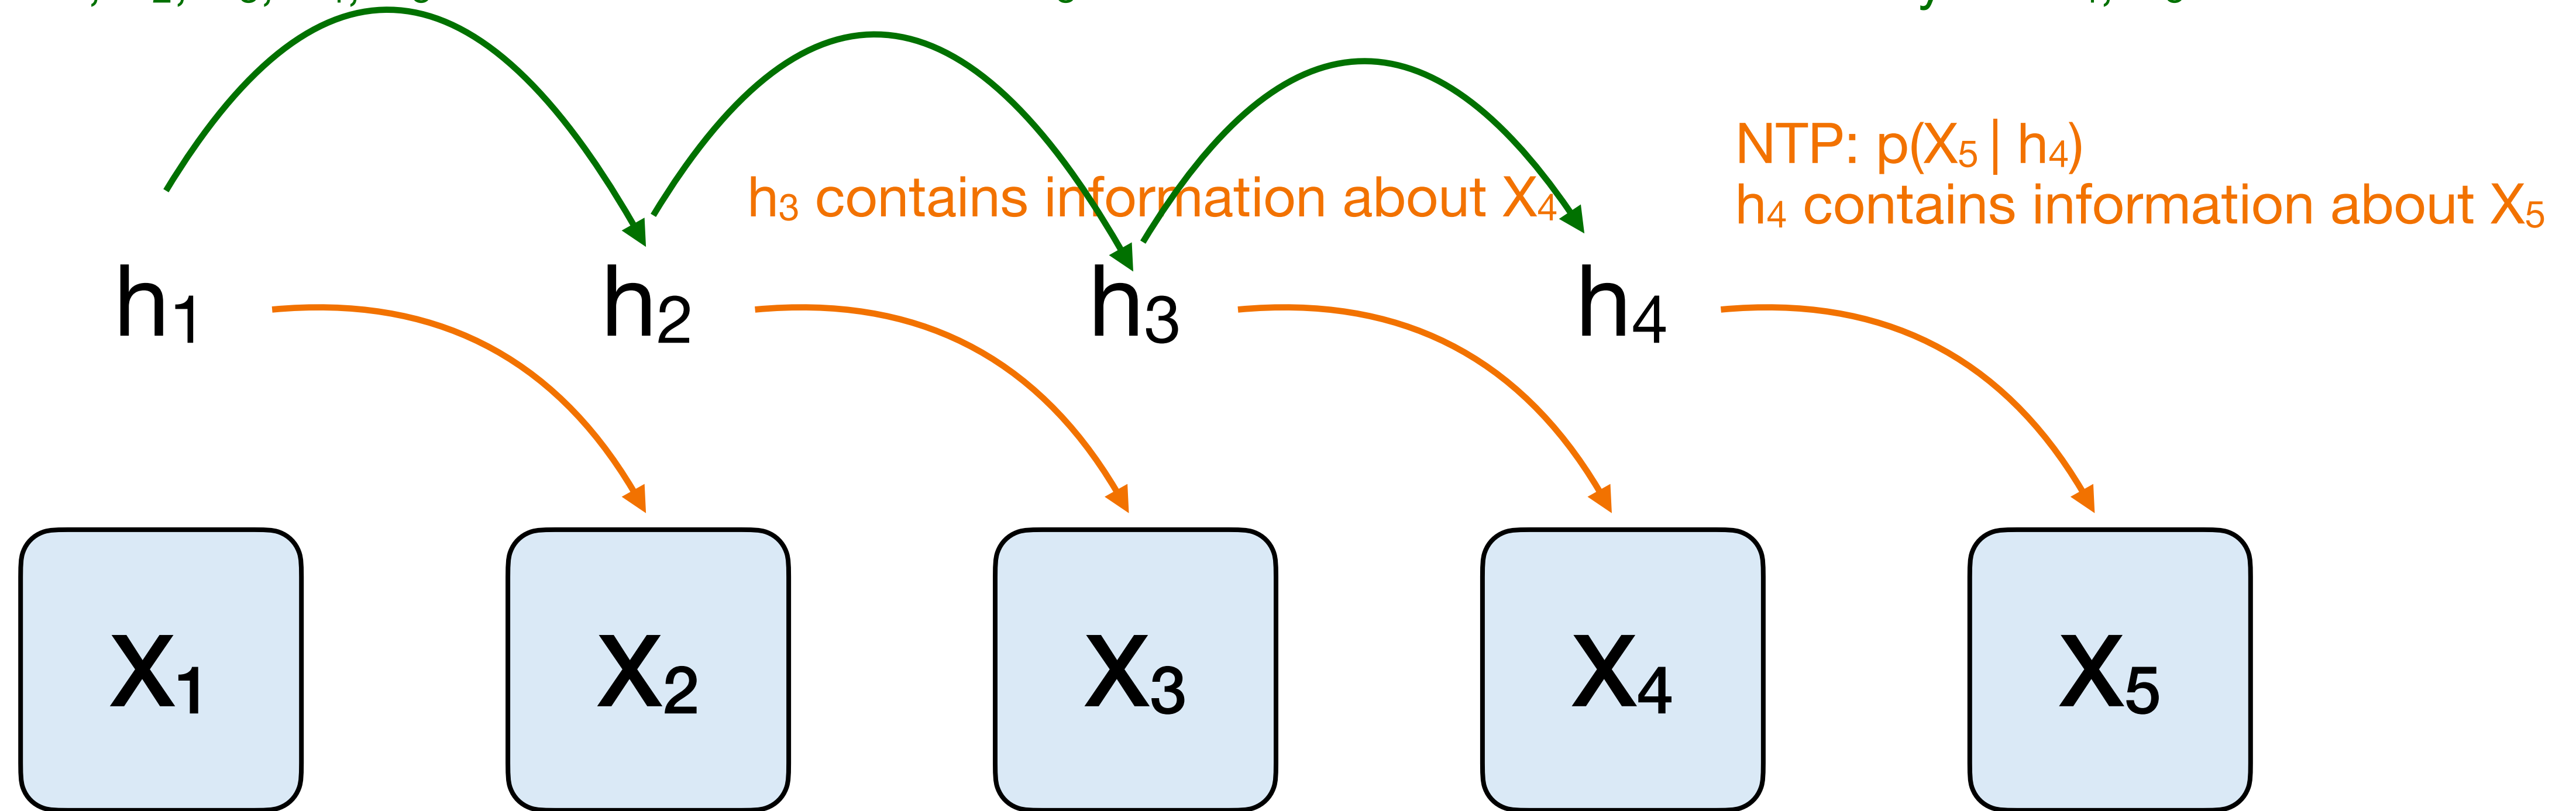 NTP: p(X₅ | h₄)
h₃ contains information about X₄
h₄ contains information about X₅
h₁ h₂ h₃ h₄
X₁ X₂ X₃ X₄ X₅